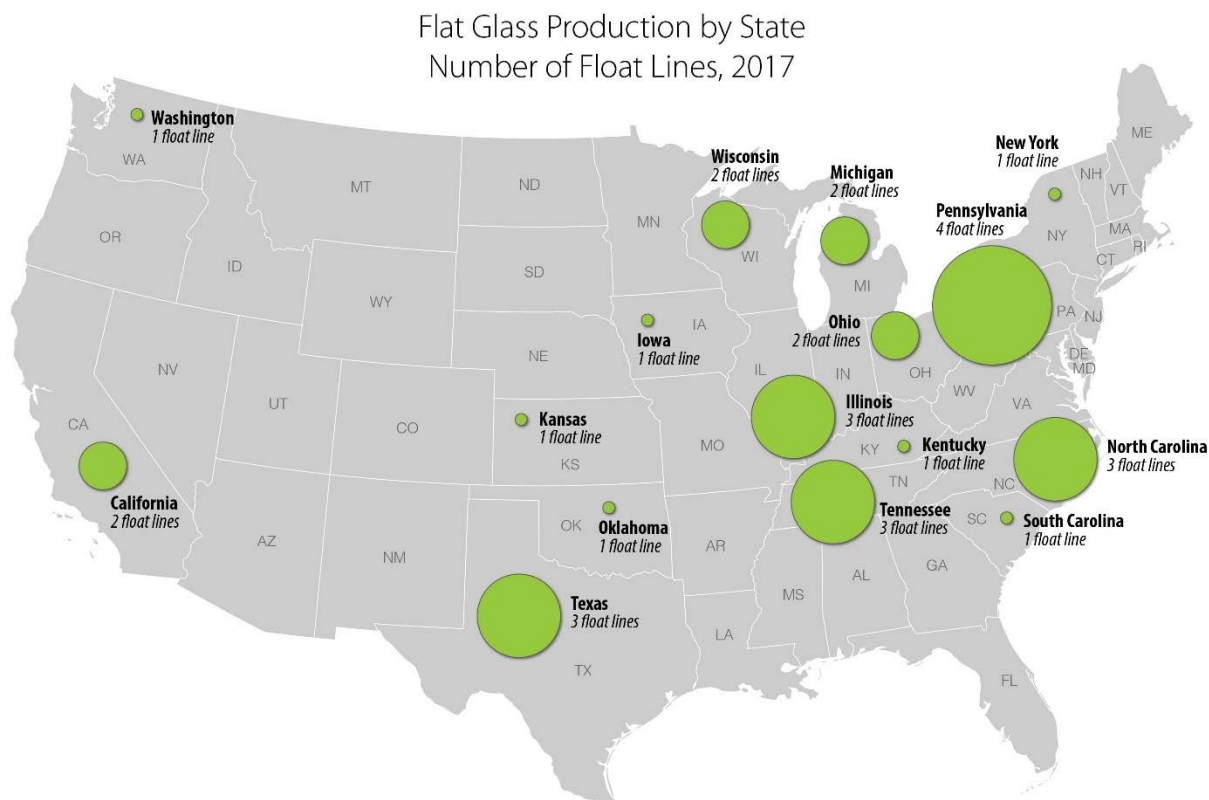 Flat Glass Production by State
Number of Float Lines, 2017
Washington
1 float line
WA
MT
ND
MN
OR
ID
SD
WY
Wisconsin
2 float lines
WI
Michigan
2 float lines
MI
New York
1 float line
NY
ME
NH
VT
MA
RI
CT
Pennsylvania
4 float lines
PA
NJ
DE
MD
Iowa
1 float line
IA
NE
NV
UT
CO
CA
California
2 float lines
Kansas
1 float line
KS
MO
IL
IN
Ohio
2 float lines
OH
WV
VA
Illinois
3 float lines
KY
Kentucky
1 float line
North Carolina
3 float lines
NC
TN
Tennessee
3 float lines
SC
South Carolina
1 float line
AZ
NM
OK
Oklahoma
1 float line
AR
MS
AL
GA
Texas
3 float lines
TX
LA
FL